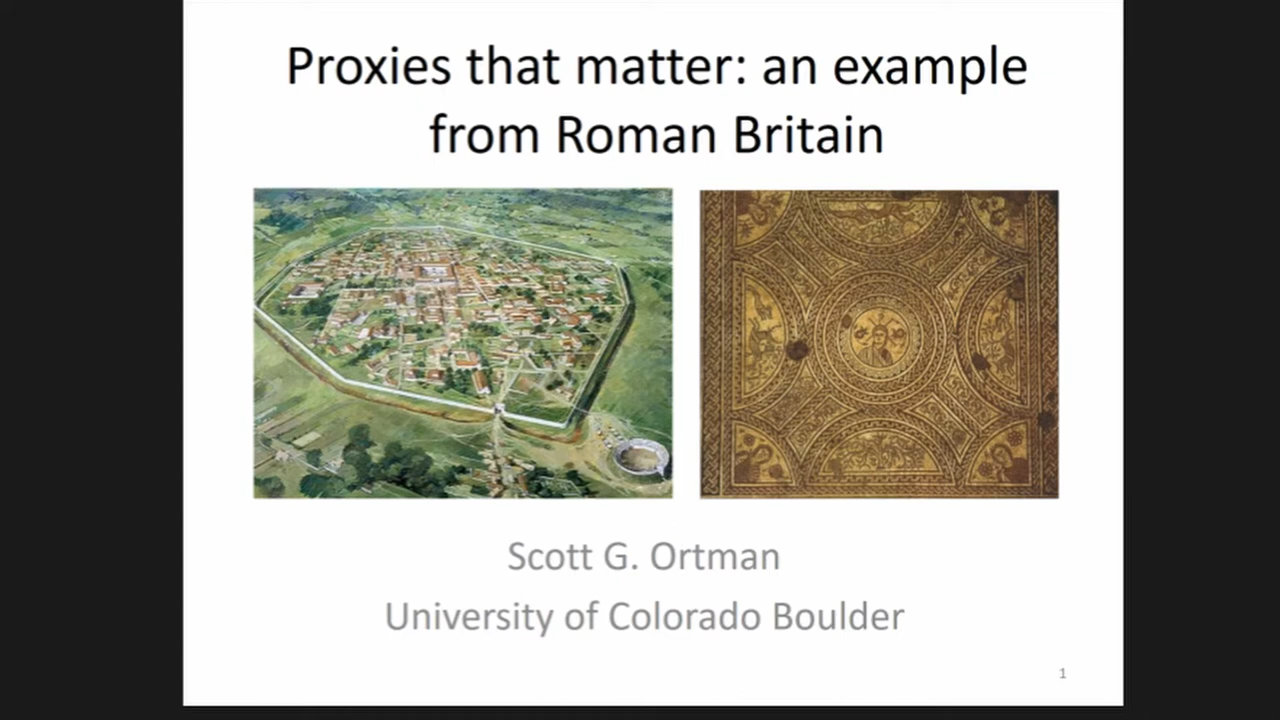 Proxies that matter: an example
from Roman Britain
Scott G. Ortman
University of Colorado Boulder
1